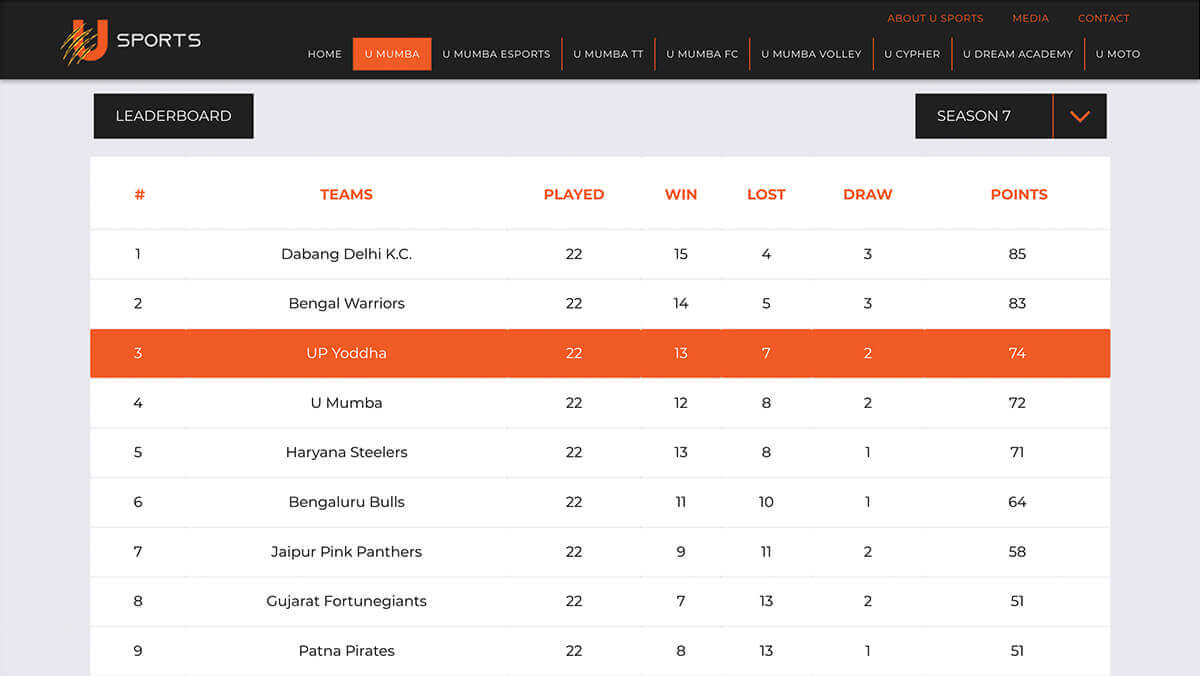 ABOUT U SPORTS MEDIA CONTACT
U SPORTS
HOME U MUMBA U MUMBA ESPORTS U MUMBA TT U MUMBA FC U MUMBA VOLLEY U CYPHER U DREAM ACADEMY U MOTO
LEADERBOARD SEASON 7
# TEAMS PLAYED WIN LOST DRAW POINTS
1 Dabang Delhi K.C. 22 15 4 3 85
2 Bengal Warriors 22 14 5 3 83
3 UP Yoddha 22 13 7 2 74
4 U Mumba 22 12 8 2 72
5 Haryana Steelers 22 13 8 1 71
6 Bengaluru Bulls 22 11 10 1 64
7 Jaipur Pink Panthers 22 9 11 2 58
8 Gujarat Fortunegiants 22 7 13 2 51
9 Patna Pirates 22 8 13 1 51